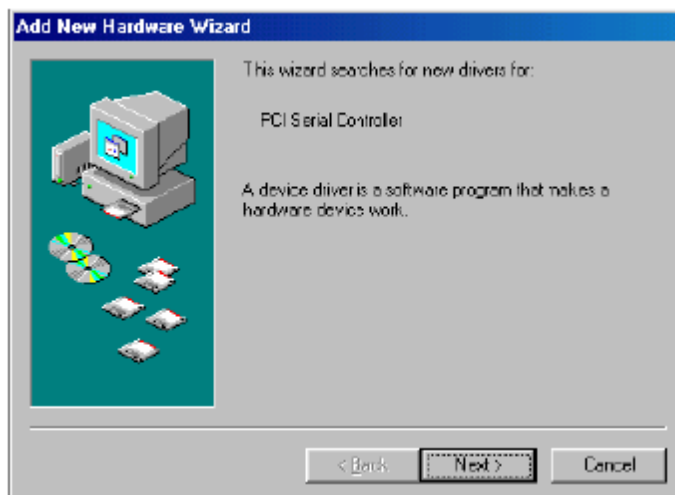 Add New Hardware Wizard
This wizard searches for new drivers for:
PCI Serial Controller
A device driver is a software program that makes a
hardware device work.
< Back
Next >
Cancel